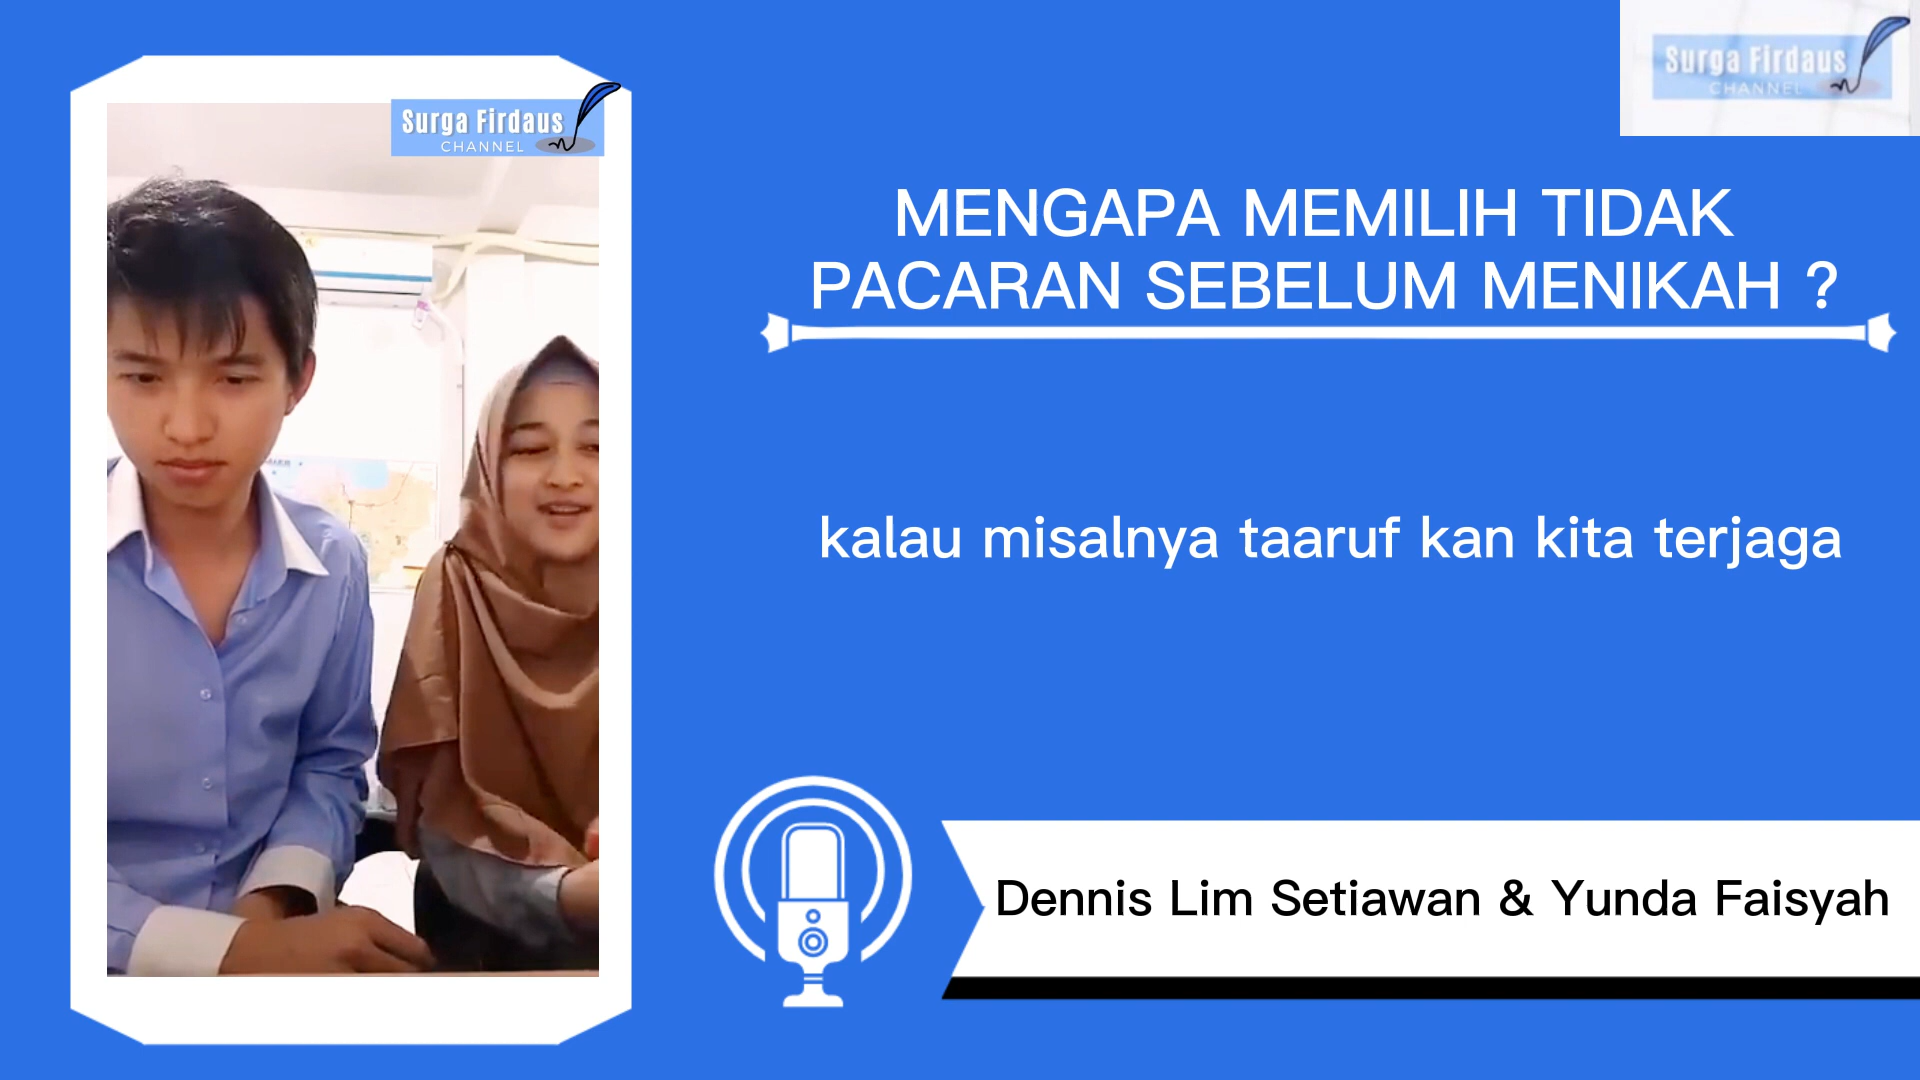 Surga Firdaus
CHANNEL
Surga Firdaus
CHANNEL
MENGAPA MEMILIH TIDAK
PACARAN SEBELUM MENIKAH ?
kalau misalnya taaruf kan kita terjaga
Dennis Lim Setiawan & Yunda Faisyah